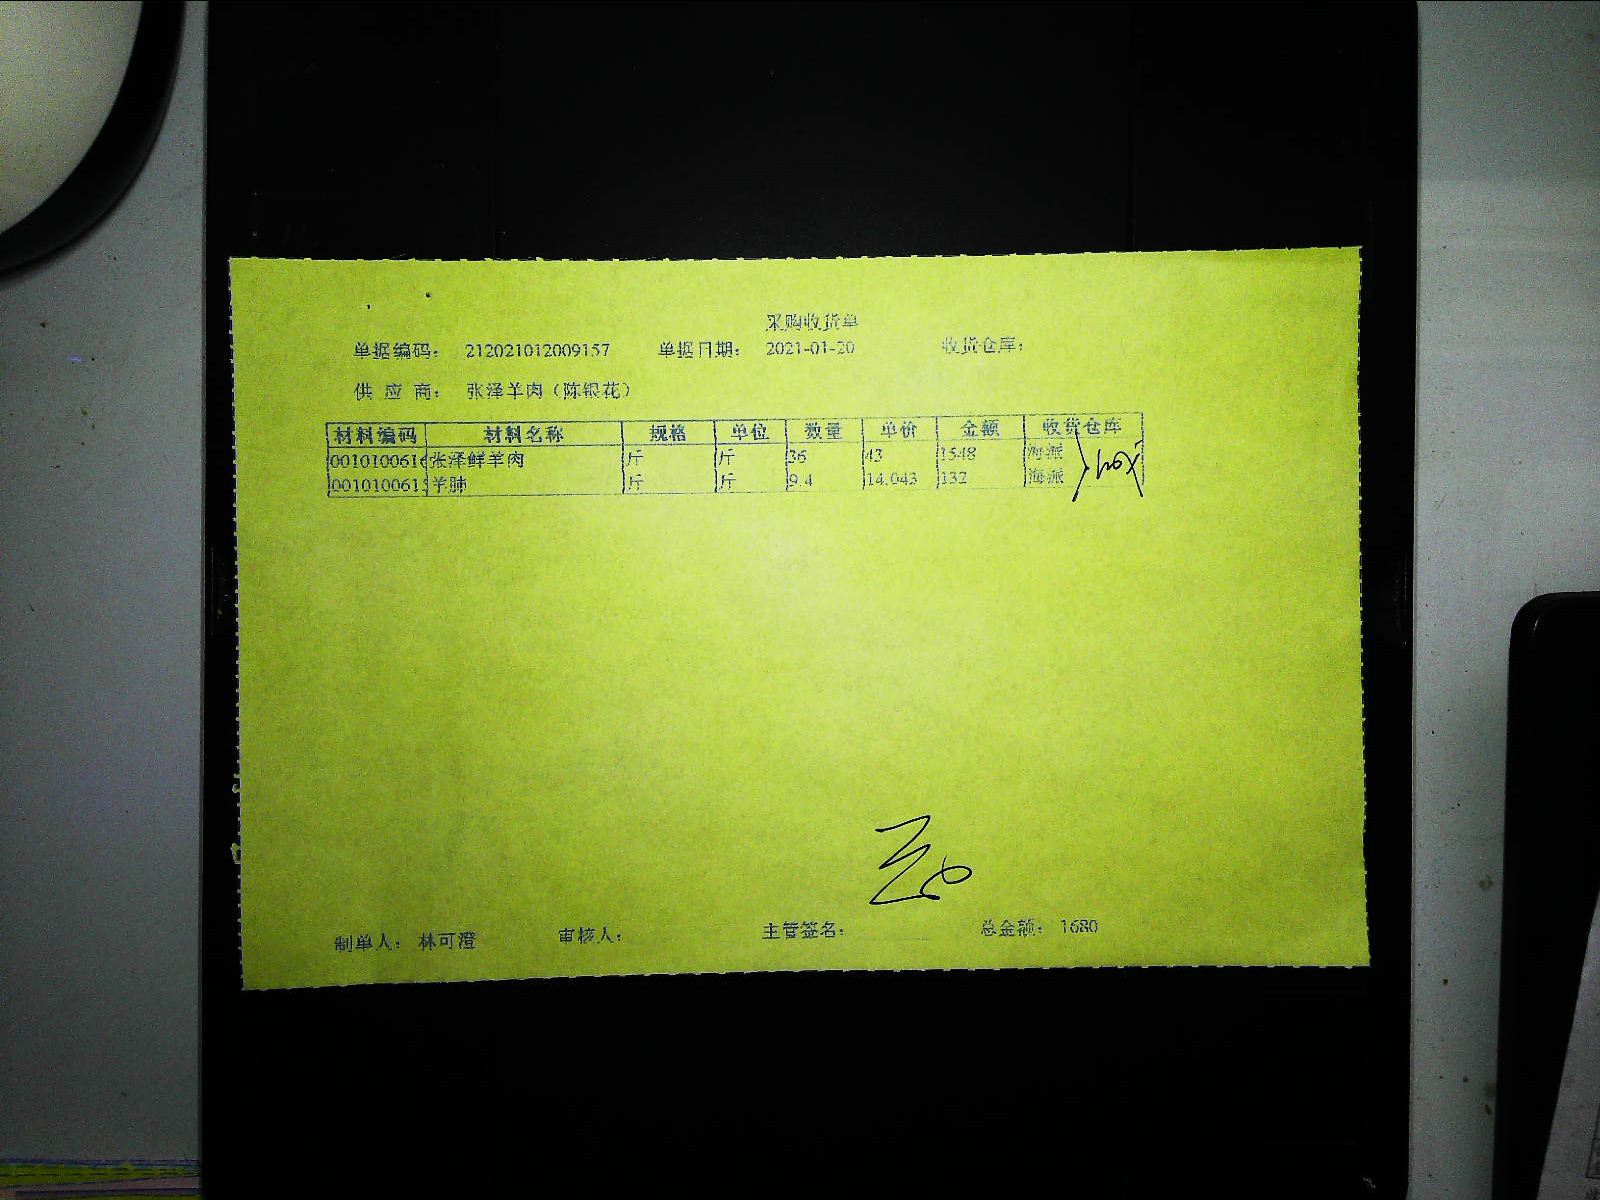 采购收货单
单据编码： 212021012009157 单据日期： 2021-01-20 收货仓库：
供 应 商： 张泽羊肉（陈银花）
材料编码 材料名称 规格 单位 数量 单价 金额 收货仓库
0010100616 张泽鲜羊肉 斤 斤 36 43 1548 海派
0010100615 羊肺 斤 斤 9.4 14.043 132 海派
制单人： 林可澄 审核人： 主管签名： 总金额： 1680